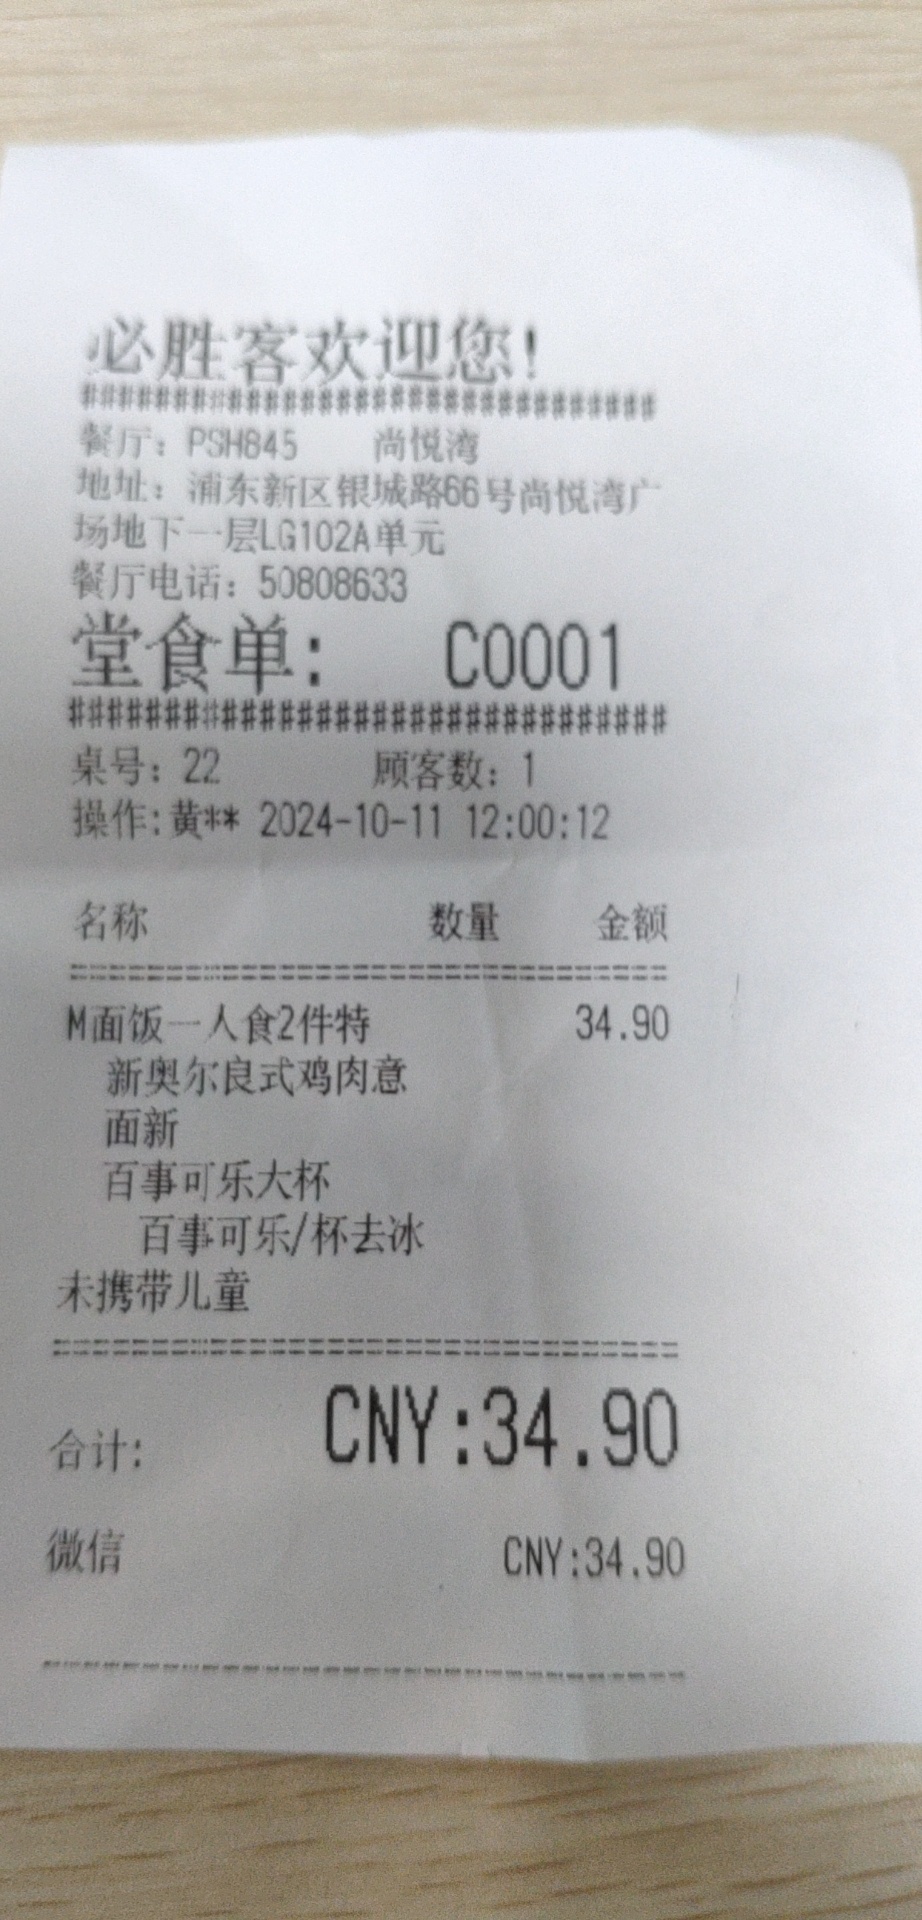 必胜客欢迎您!
################################
餐厅: PSH845 尚悦湾
地址: 浦东新区银城路66号尚悦湾广
场地下一层LG102A单元
餐厅电话: 50808633
堂食单: C0001
################################
桌号: 22 顾客数: 1
操作:黄** 2024-10-11 12:00:12
名称 数量 金额
================================
M面饭一人食2件特 34.90
新奥尔良式鸡肉意
面新
百事可乐大杯
百事可乐/杯去冰
未携带儿童
================================
合计: CNY:34.90
微信 CNY:34.90
--------------------------------